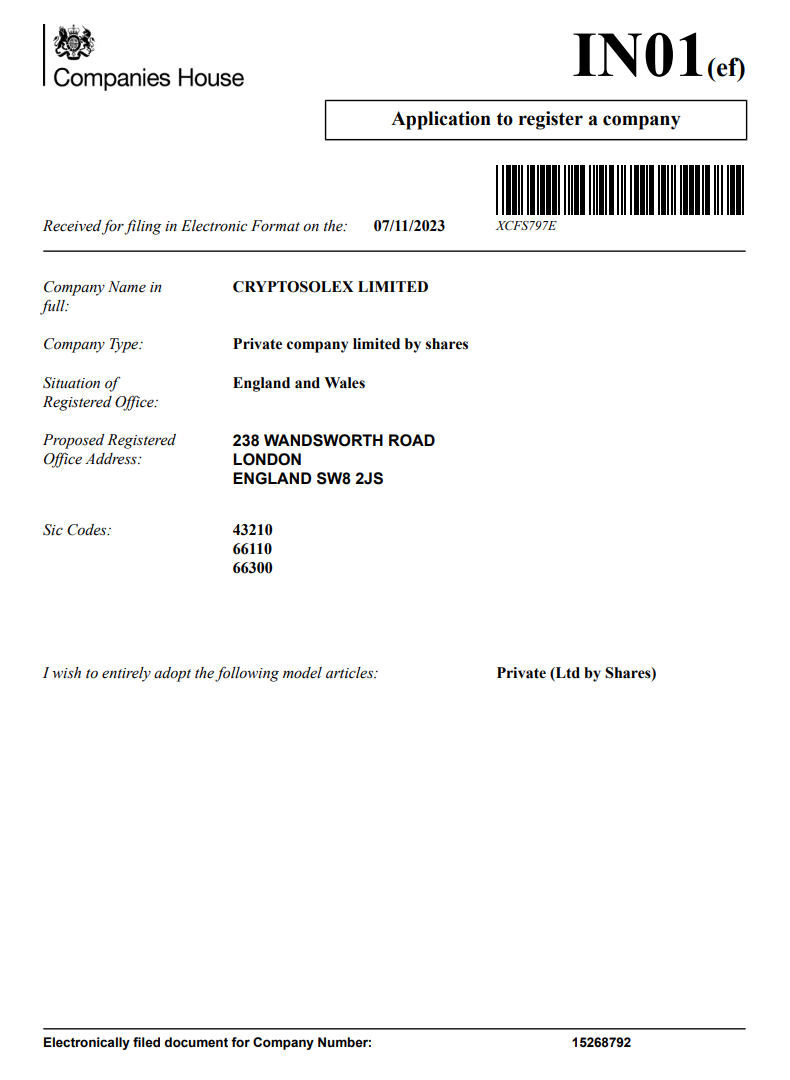 Companies House
IN01(ef)
Application to register a company
Received for filing in Electronic Format on the: 07/11/2023
XCFS797E
Company Name in
full:
CRYPTOSOLEX LIMITED
Company Type: Private company limited by shares
Situation of
Registered Office:
England and Wales
Proposed Registered
Office Address:
238 WANDSWORTH ROAD
LONDON
ENGLAND SW8 2JS
Sic Codes: 43210
66110
66300
I wish to entirely adopt the following model articles: Private (Ltd by Shares)
Electronically filed document for Company Number: 15268792